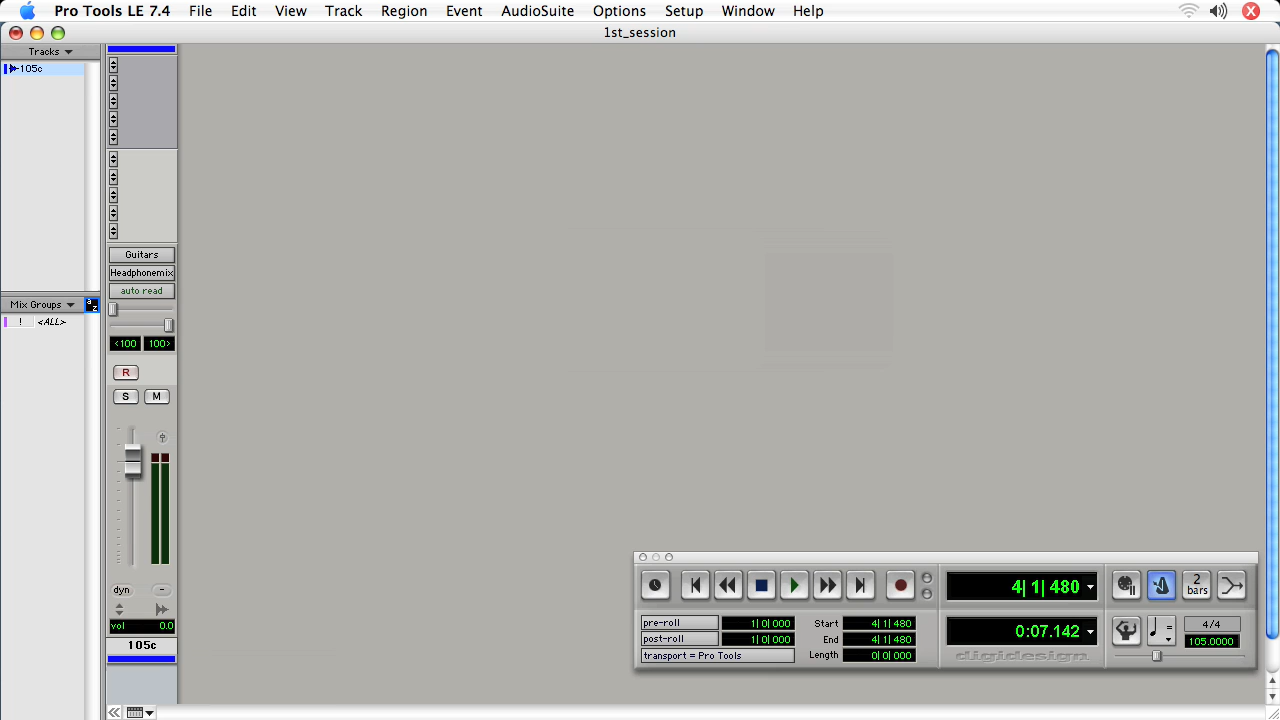 Pro Tools LE 7.4 File Edit View Track Region Event AudioSuite Options Setup Window Help
1st_session
Tracks
105c
Mix Groups
a
z
! <ALL>
Guitars
Headphonemix
auto read
<100 100>
R
S M
dyn -
vol 0.0
105c
4| 1| 480
2
bars
pre-roll 1| 0| 000
post-roll 1| 0| 000
transport = Pro Tools
Start 4| 1| 480
End 4| 1| 480
Length 0| 0| 000
0:07.142
digidesign
=
4/4
105.0000